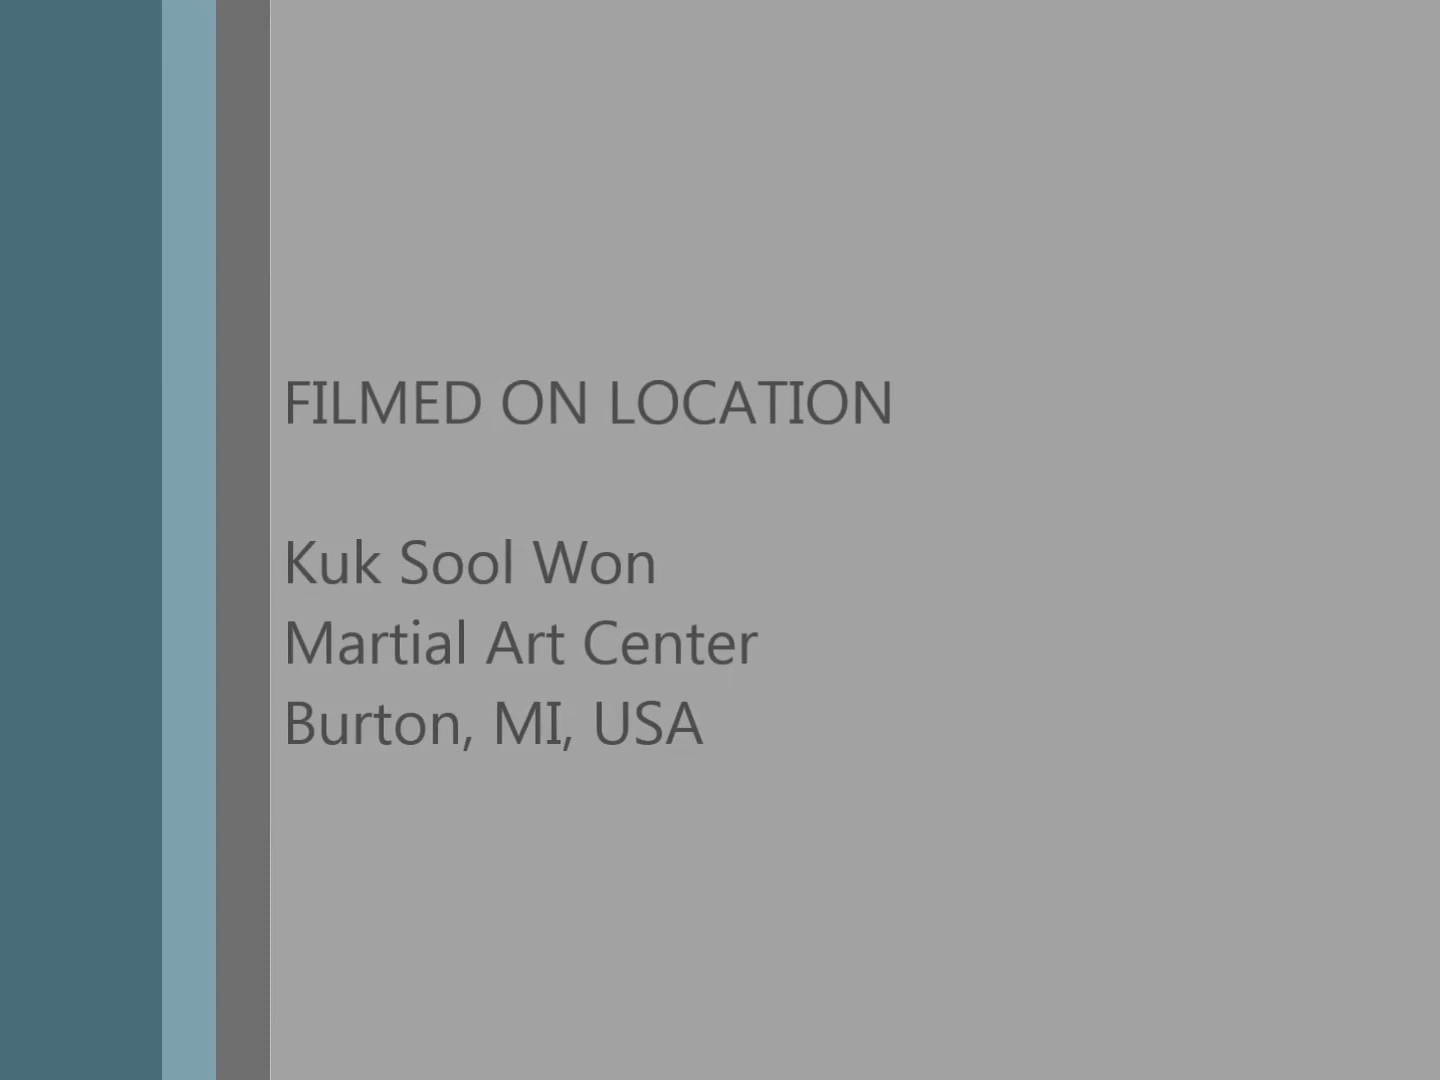 FILMED ON LOCATION
Kuk Sool Won
Martial Art Center
Burton, MI, USA